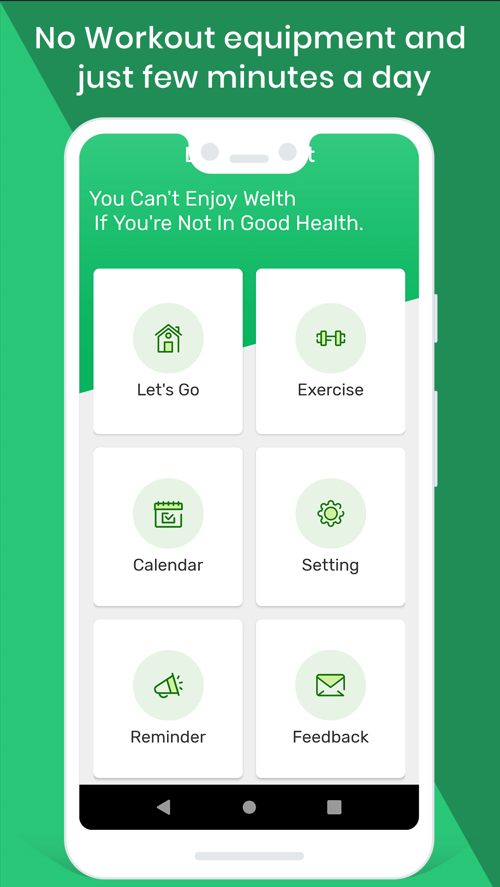 No Workout equipment and
just few minutes a day
You Can't Enjoy Welth
If You're Not In Good Health.
Let's Go
Exercise
Calendar
Setting
Reminder
Feedback